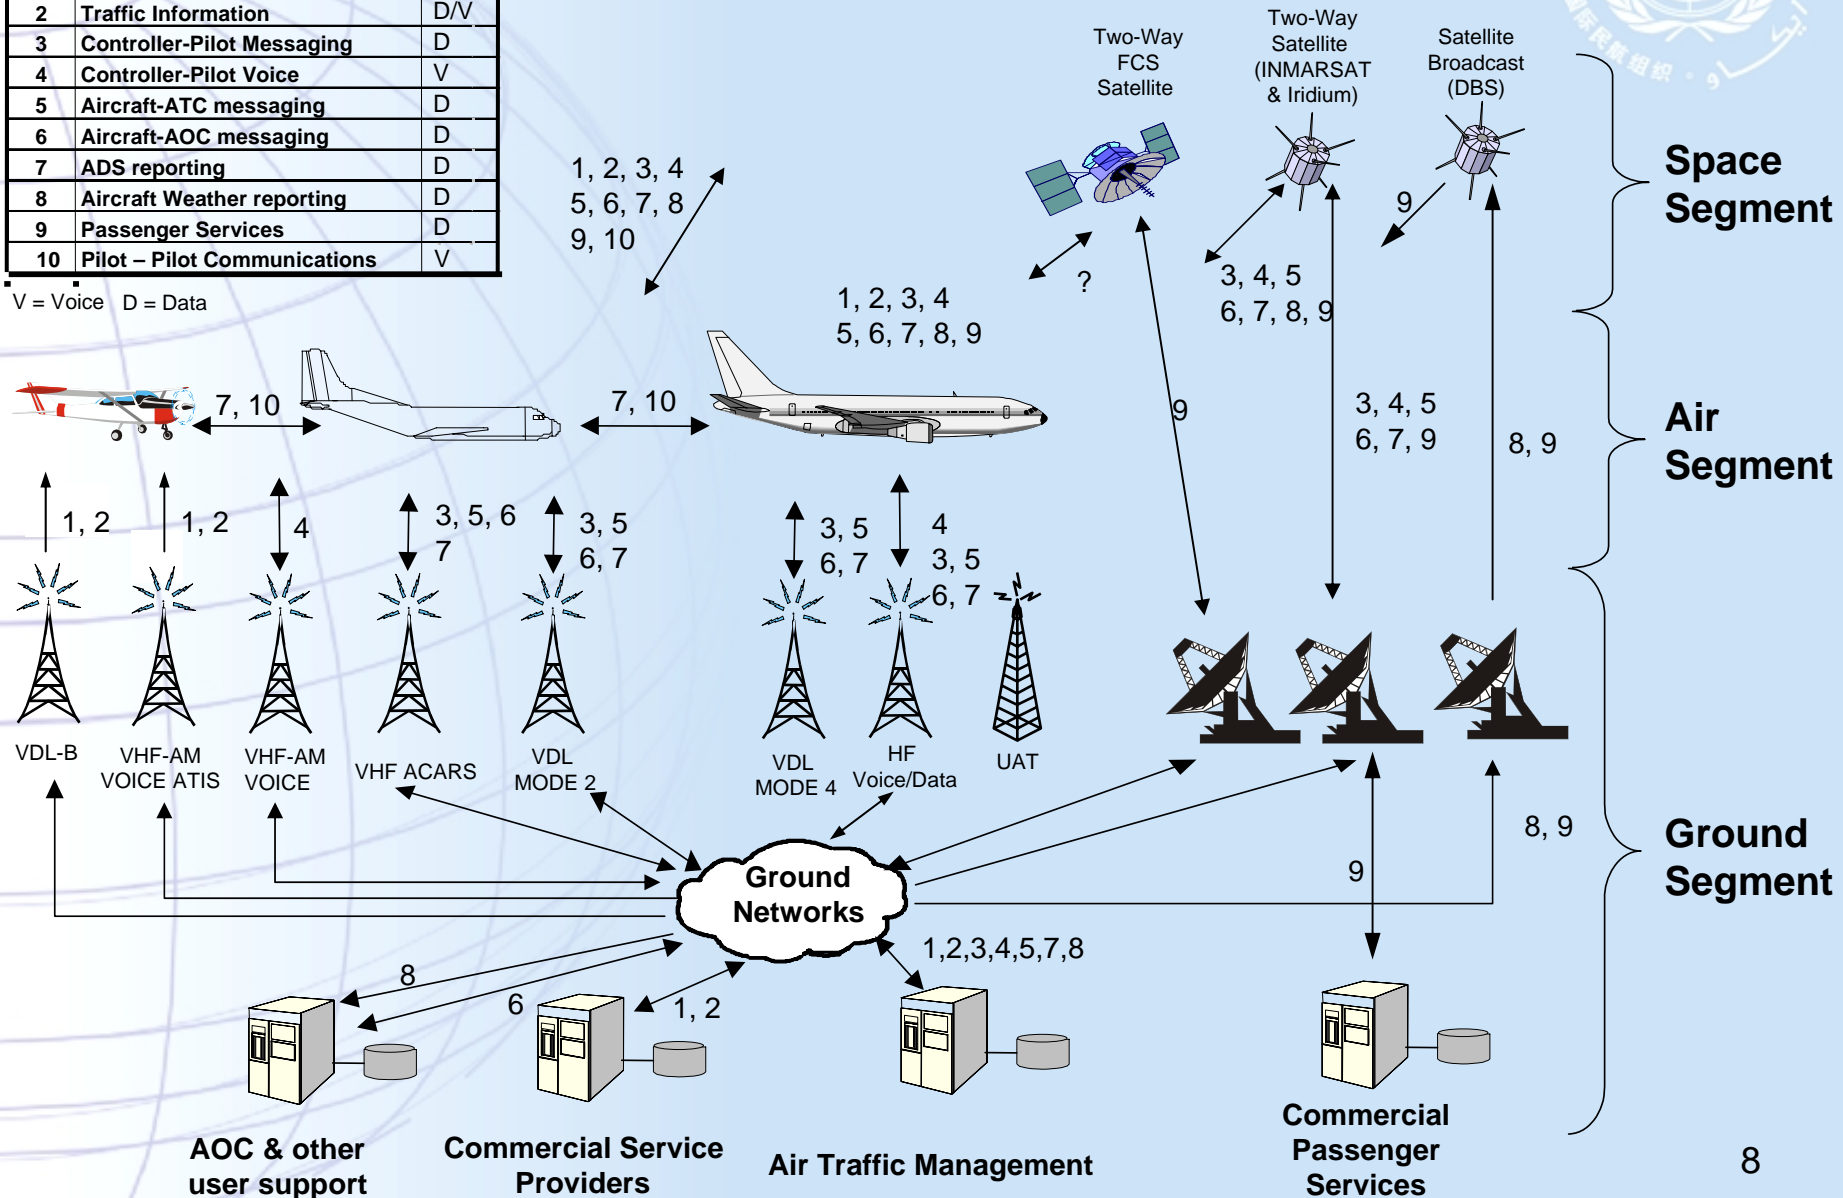 2 Traffic Information D/V
3 Controller-Pilot Messaging D
4 Controller-Pilot Voice V
5 Aircraft-ATC messaging D
6 Aircraft-AOC messaging D
7 ADS reporting D
8 Aircraft Weather reporting D
9 Passenger Services D
10 Pilot – Pilot Communications V
V = Voice D = Data
Two-Way
FCS
Satellite
Two-Way
Satellite
(INMARSAT
& Iridium)
Satellite
Broadcast
(DBS)
国际民航组织
Space
Segment
1, 2, 3, 4
5, 6, 7, 8
9, 10
?
3, 4, 5
6, 7, 8, 9
9
1, 2, 3, 4
5, 6, 7, 8, 9
7, 10
7, 10
9
3, 4, 5
6, 7, 9
8, 9
Air
Segment
1, 2
1, 2
4
3, 5, 6
7
3, 5
6, 7
3, 5
6, 7
4
3, 5
6, 7
VDL-B
VHF-AM
VOICE ATIS
VHF-AM
VOICE
VHF ACARS
VDL
MODE 2
VDL
MODE 4
HF
Voice/Data
UAT
Ground
Networks
8, 9
9
Ground
Segment
8
6
1, 2
1,2,3,4,5,7,8
AOC & other
user support
Commercial Service
Providers
Air Traffic Management
Commercial
Passenger
Services
8